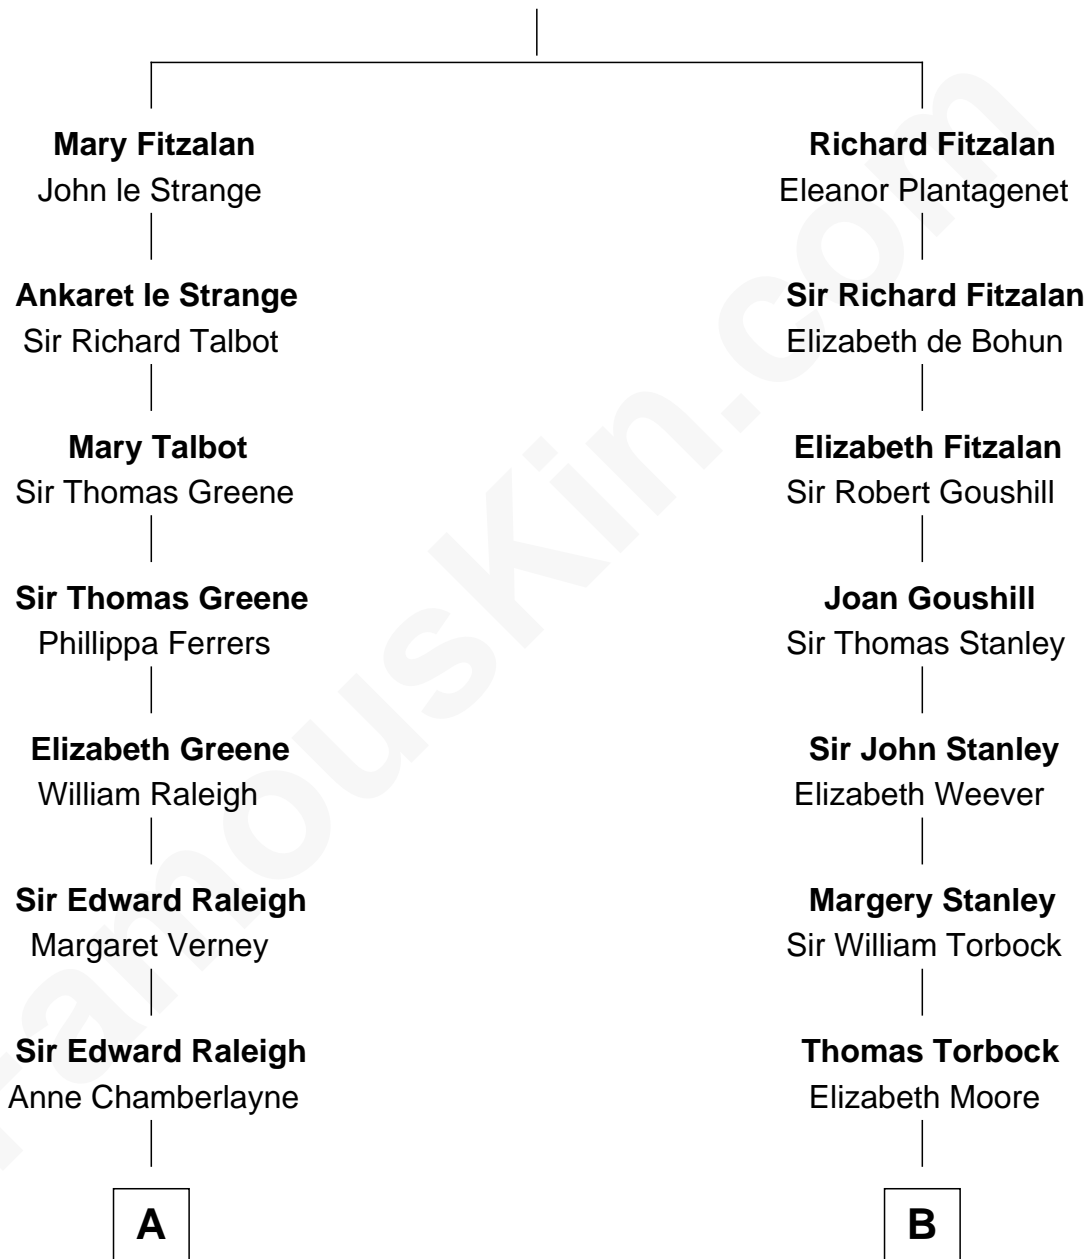 Mary Fitzalan
John le Strange
Ankaret le Strange
Sir Richard Talbot
Mary Talbot
Sir Thomas Greene
Sir Thomas Greene
Phillippa Ferrers
Elizabeth Greene
William Raleigh
Sir Edward Raleigh
Margaret Verney
Sir Edward Raleigh
Anne Chamberlayne
A
Richard Fitzalan
Eleanor Plantagenet
Sir Richard Fitzalan
Elizabeth de Bohun
Elizabeth Fitzalan
Sir Robert Goushill
Joan Goushill
Sir Thomas Stanley
Sir John Stanley
Elizabeth Weever
Margery Stanley
Sir William Torbock
Thomas Torbock
Elizabeth Moore
B
FamousKin.com